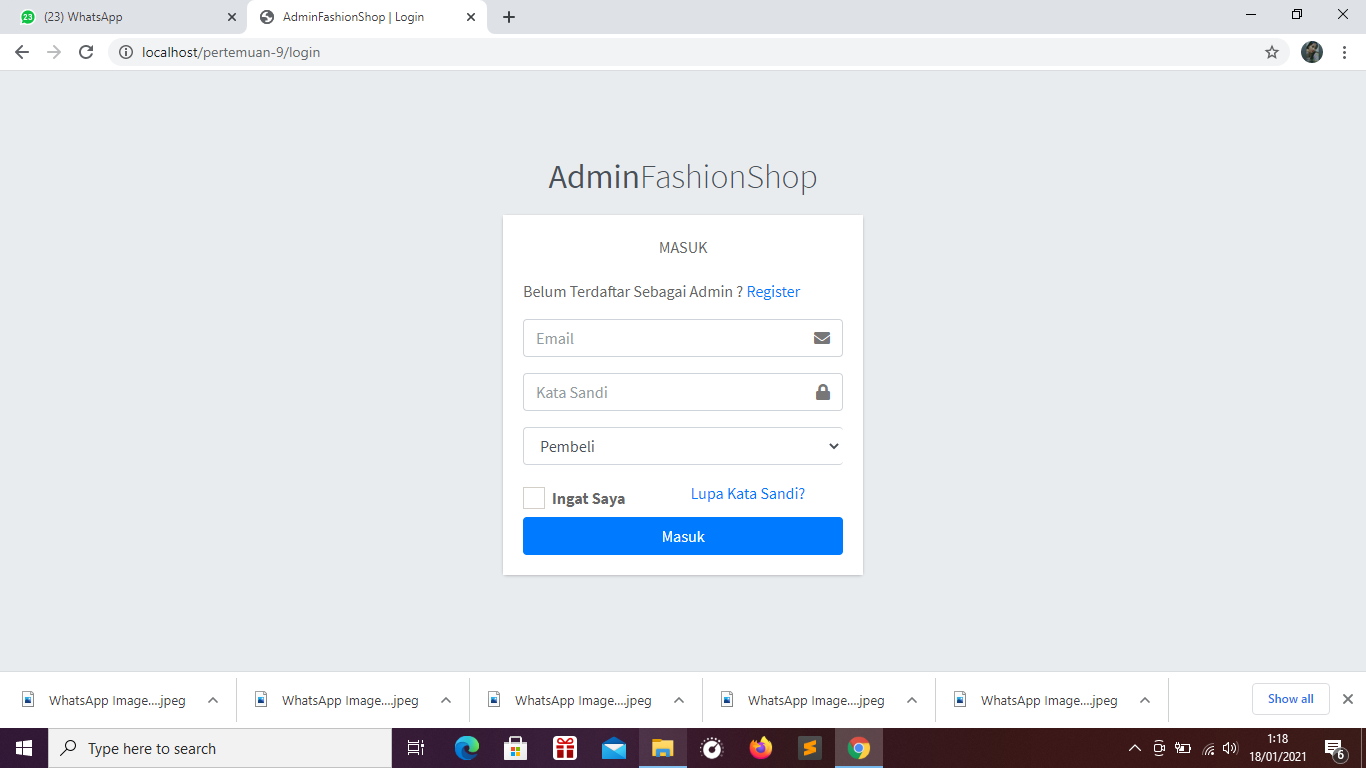 (23) WhatsApp
AdminFashionShop | Login
localhost/pertemuan-9/login
AdminFashionShop
MASUK
Belum Terdaftar Sebagai Admin ? Register
Email
Kata Sandi
Pembeli
Ingat Saya
Lupa Kata Sandi?
Masuk
WhatsApp Image....jpeg
WhatsApp Image....jpeg
WhatsApp Image....jpeg
WhatsApp Image....jpeg
WhatsApp Image....jpeg
Show all
Type here to search
1:18
18/01/2021
6